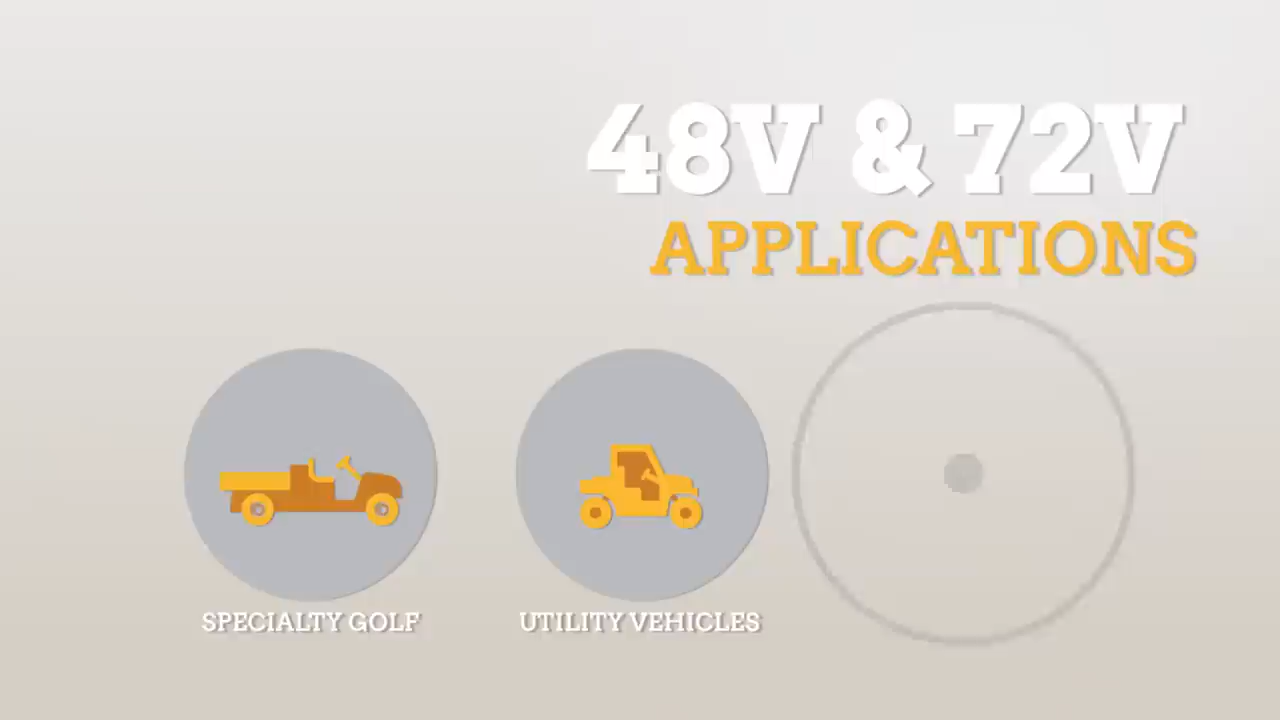 48V & 72V
APPLICATIONS
SPECIALTY GOLF
UTILITY VEHICLES